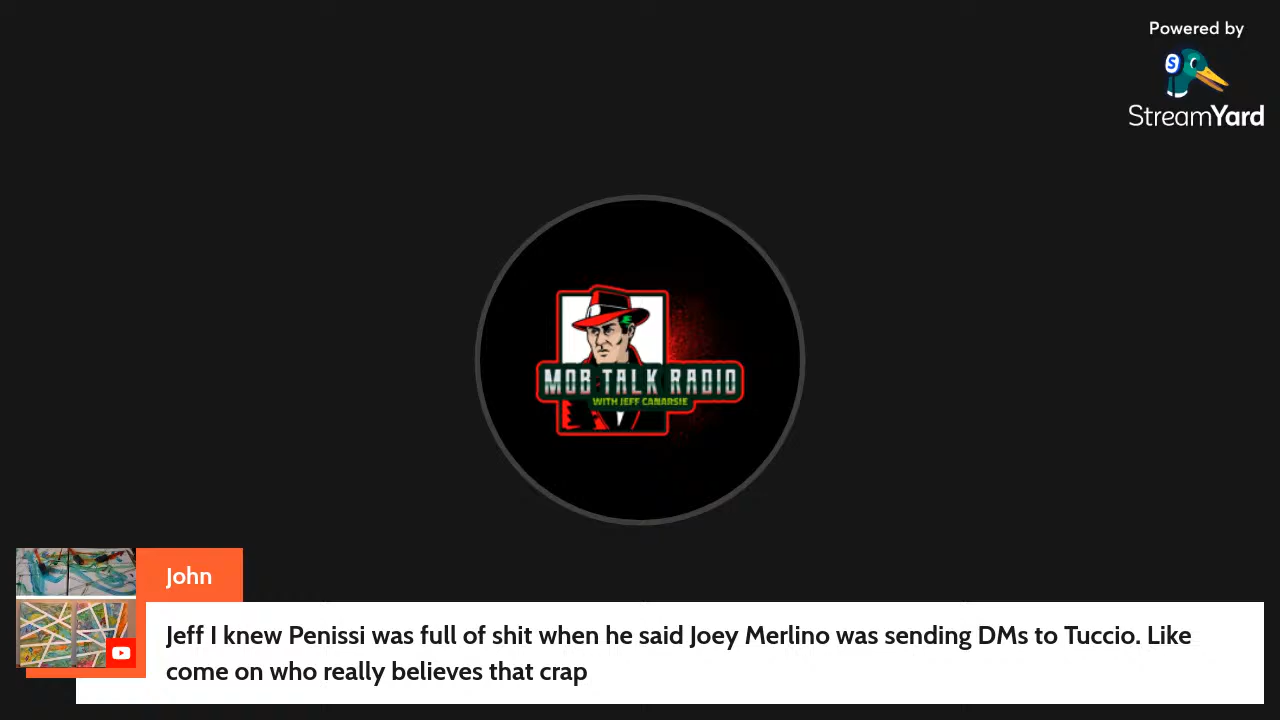 Powered by
S
StreamYard
MOB TALK RADIO
WITH JEFF CANARSIE
John
Jeff I knew Penissi was full of shit when he said Joey Merlino was sending DMs to Tuccio. Like
come on who really believes that crap